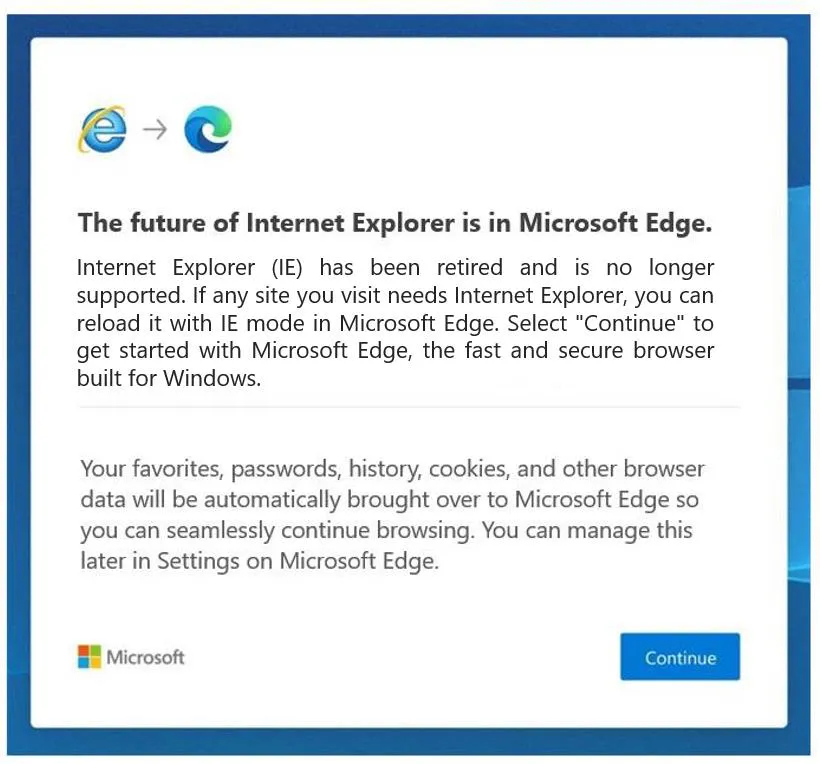 The future of Internet Explorer is in Microsoft Edge.
Internet Explorer (IE) has been retired and is no longer
supported. If any site you visit needs Internet Explorer, you can
reload it with IE mode in Microsoft Edge. Select "Continue" to
get started with Microsoft Edge, the fast and secure browser
built for Windows.
Your favorites, passwords, history, cookies, and other browser
data will be automatically brought over to Microsoft Edge so
you can seamlessly continue browsing. You can manage this
later in Settings on Microsoft Edge.
Microsoft
Continue